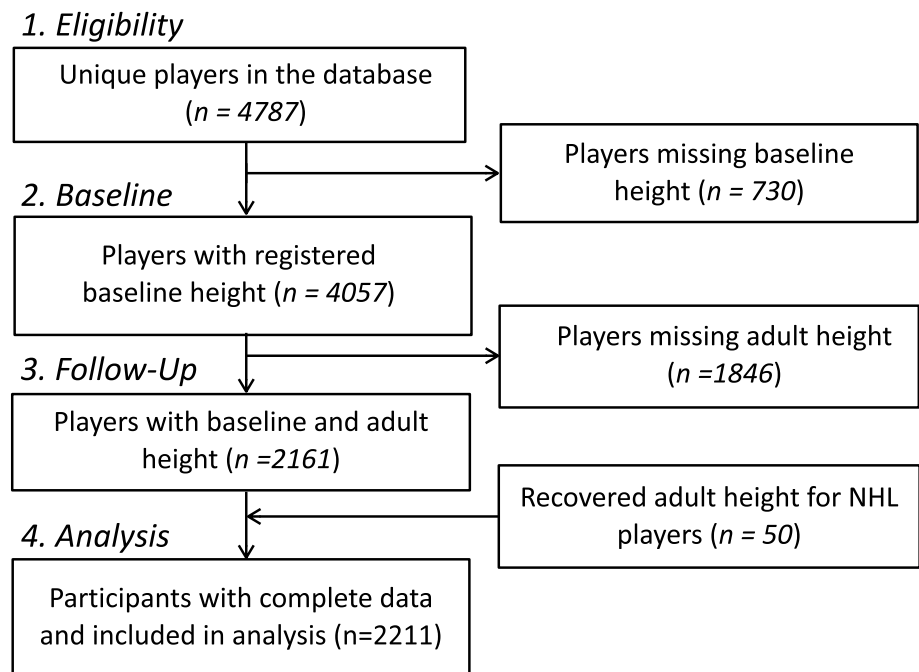 1. Eligibility
Unique players in the database
(n = 4787)
Players missing baseline
height (n = 730)
2. Baseline
Players with registered
baseline height (n = 4057)
Players missing adult height
(n =1846)
3. Follow-Up
Players with baseline and adult
height (n =2161)
Recovered adult height for NHL
players (n = 50)
4. Analysis
Participants with complete data
and included in analysis (n=2211)